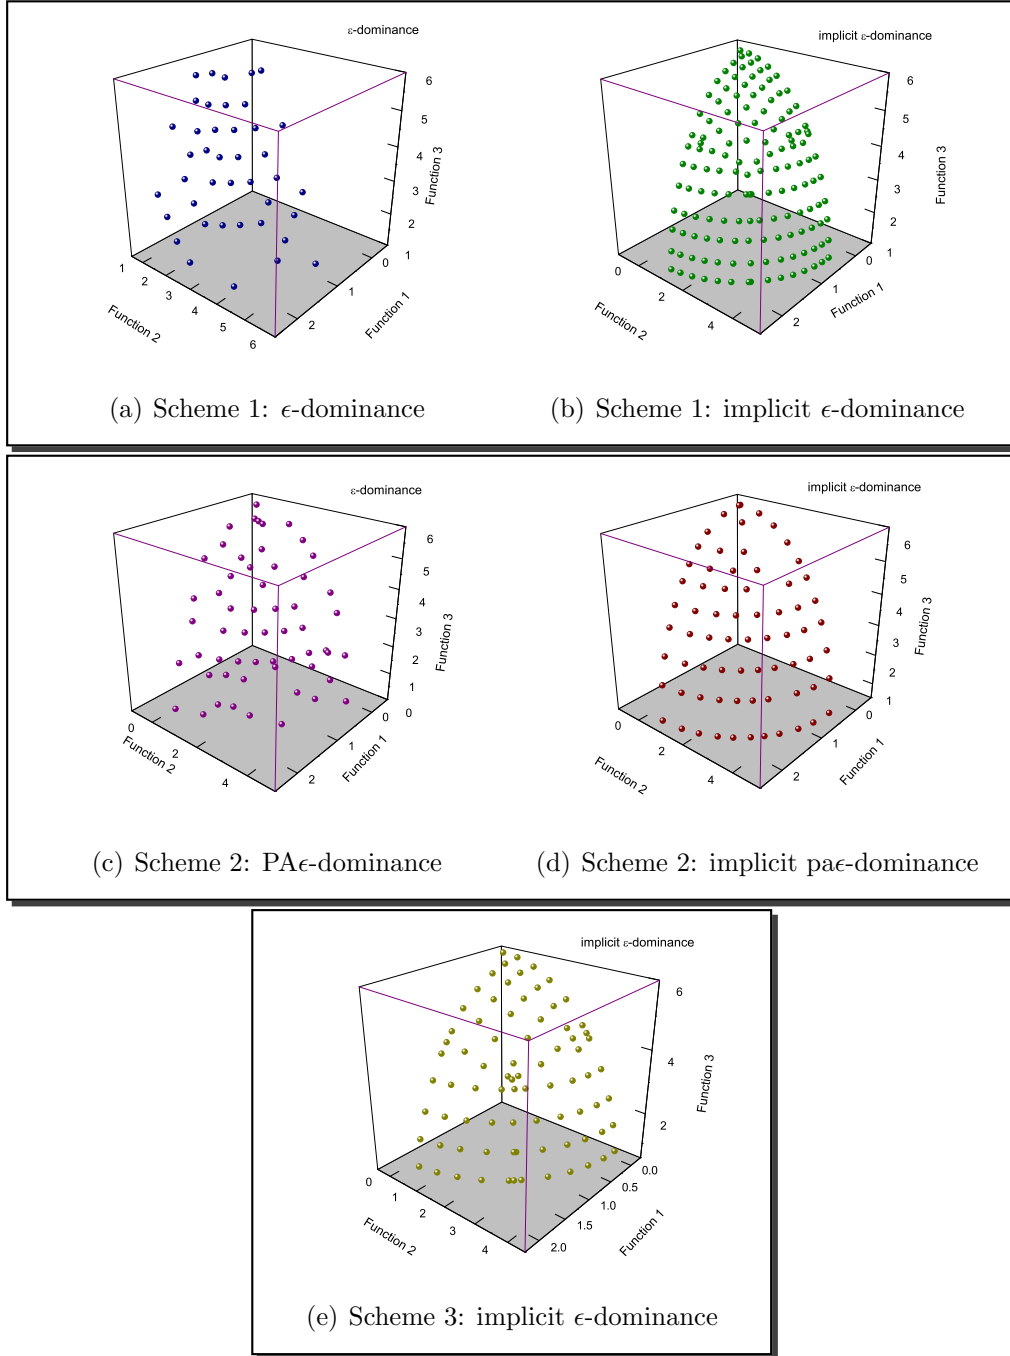 ε-dominance
6
5
4
3
2
1
Function 3
1
2
3
4
5
6
Function 2
0
1
2
Function 1
(a) Scheme 1: ϵ-dominance
implicit ε-dominance
6
5
4
3
2
1
Function 3
0
2
4
Function 2
0
1
2
Function 1
(b) Scheme 1: implicit ϵ-dominance
ε-dominance
6
5
4
3
2
1
0
Function 3
0
2
4
Function 2
0
1
2
Function 1
(c) Scheme 2: PAϵ-dominance
implicit ε-dominance
6
5
4
3
2
1
Function 3
0
2
4
Function 2
0
1
2
Function 1
(d) Scheme 2: implicit paϵ-dominance
implicit ε-dominance
6
4
2
Function 3
0
1
2
3
4
Function 2
0.0
0.5
1.0
1.5
2.0
Function 1
(e) Scheme 3: implicit ϵ-dominance